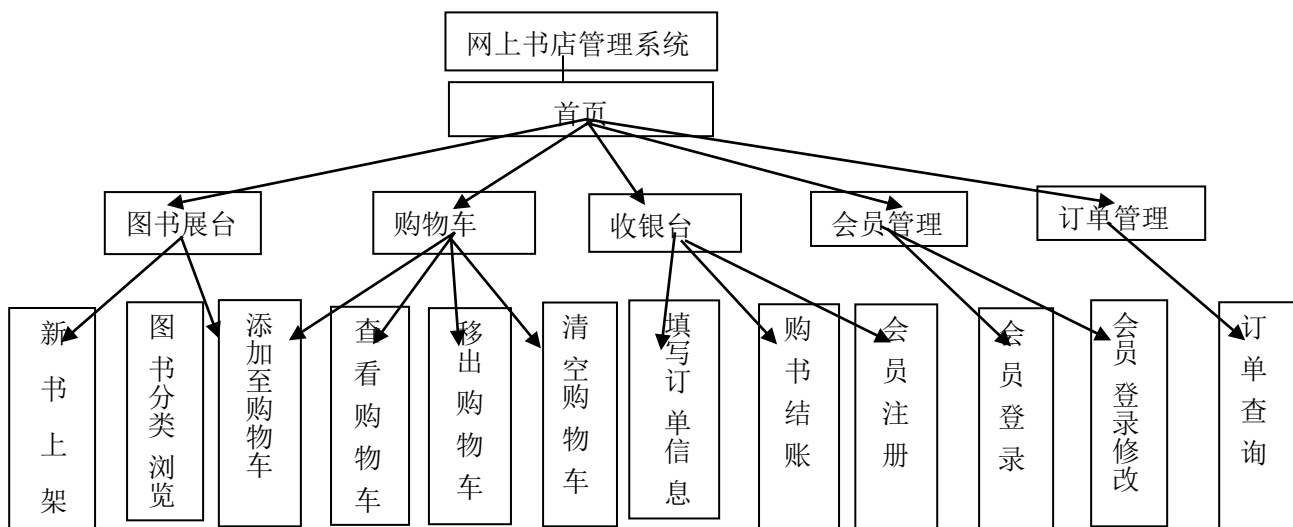 网上书店管理系统
首页
图书展台
购物车
收银台
会员管理
订单管理
新书上架
图书分类浏览
添加至购物车
查看购物车
移出购物车
清空购物车
填写订单信息
购书结账
会员注册
会员登录
会员登录修改
订单查询